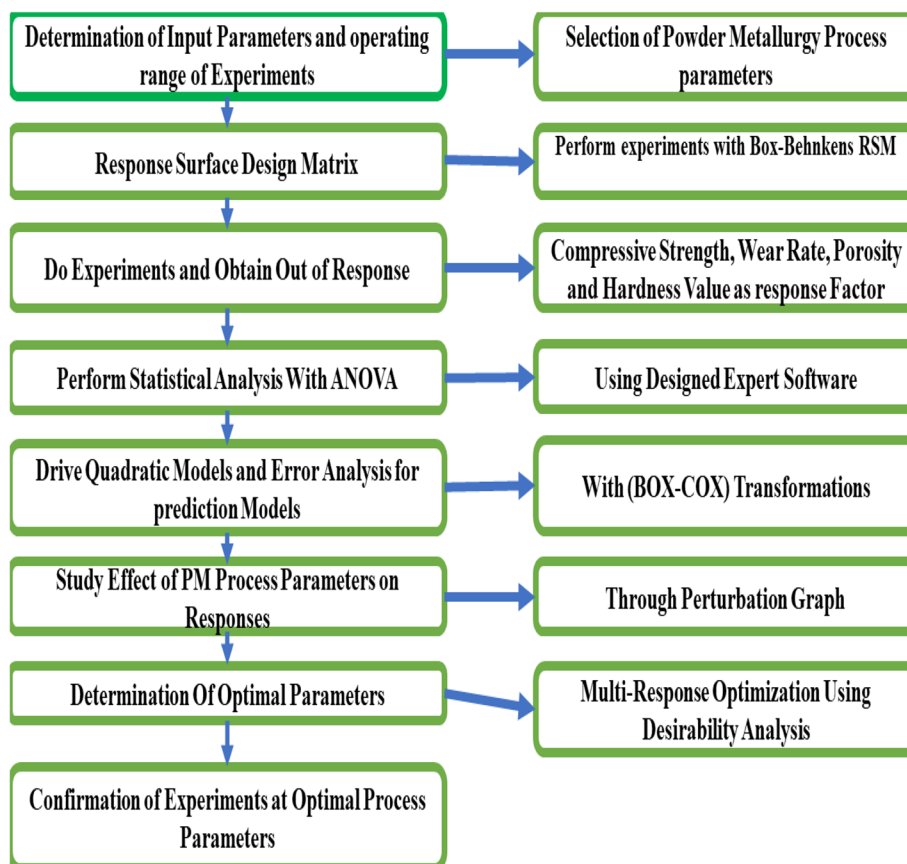 Determination of Input Parameters and operating
range of Experiments
Selection of Powder Metallurgy Process
parameters
Response Surface Design Matrix
Perform experiments with Box-Behnkens RSM
Do Experiments and Obtain Out of Response
Compressive Strength, Wear Rate, Porosity
and Hardness Value as response Factor
Perform Statistical Analysis With ANOVA
Using Designed Expert Software
Drive Quadratic Models and Error Analysis for
prediction Models
With (BOX-COX) Transformations
Study Effect of PM Process Parameters on
Responses
Through Perturbation Graph
Determination Of Optimal Parameters
Multi-Response Optimization Using
Desirability Analysis
Confirmation of Experiments at Optimal Process
Parameters